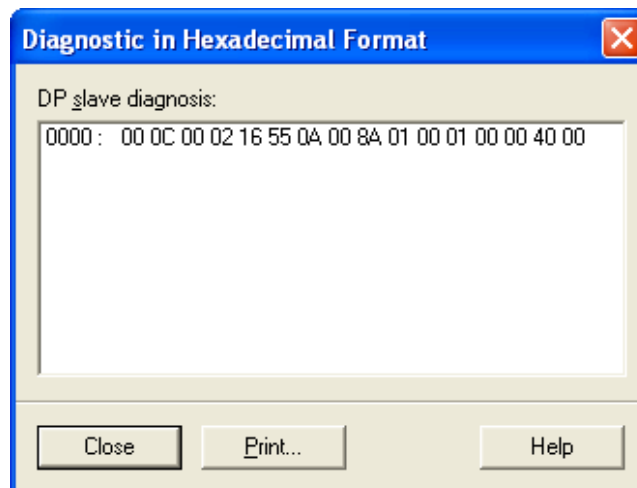 Diagnostic in Hexadecimal Format
DP slave diagnosis:
0000 : 00 0C 00 02 16 55 0A 00 8A 01 00 01 00 00 40 00
Close Print... Help